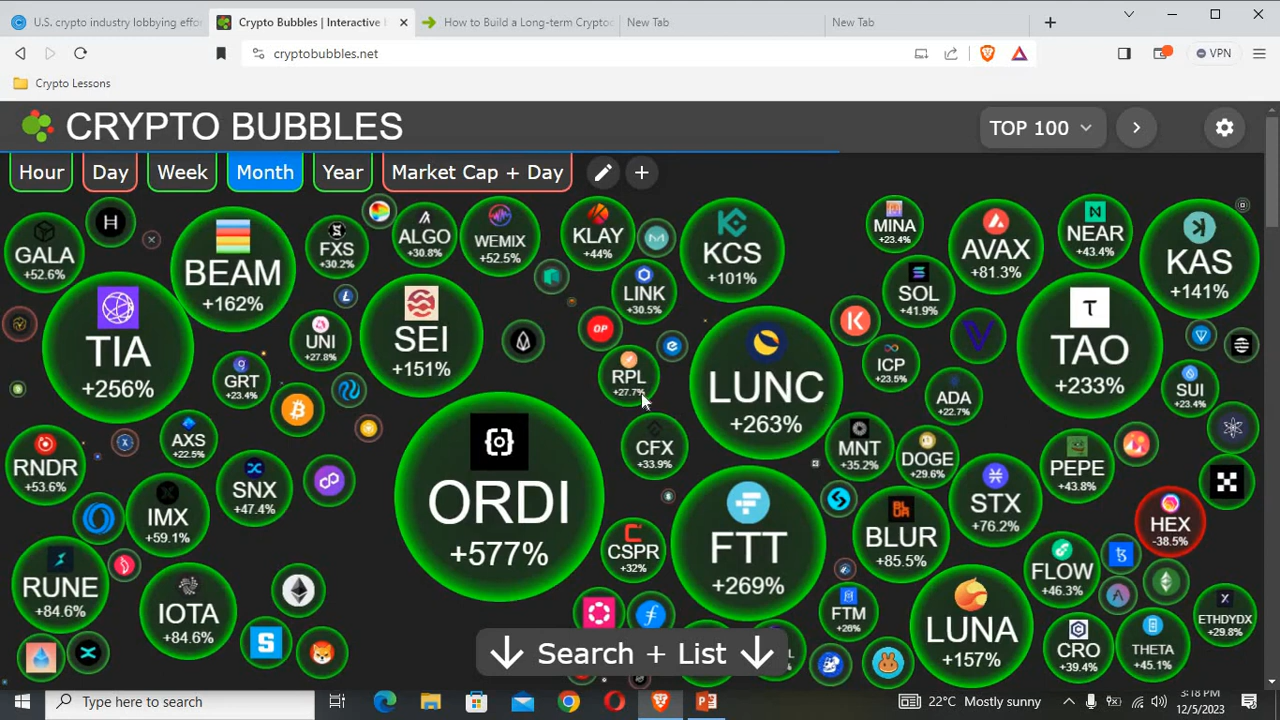 U.S. crypto industry lobbying effor
Crypto Bubbles | Interactive b
How to Build a Long-term Cryptoc
New Tab
New Tab
cryptobubbles.net
VPN
Crypto Lessons
CRYPTO BUBBLES
TOP 100
Hour
Day
Week
Month
Year
Market Cap + Day
GALA
+52.6%
BEAM
+162%
FXS
+30.2%
ALGO
+30.8%
WEMIX
+52.5%
KLAY
+44%
KCS
+101%
MINA
+23.4%
AVAX
+81.3%
NEAR
+43.4%
KAS
+141%
TIA
+256%
UNI
+27.8%
SEI
+151%
LINK
+30.5%
OP
SOL
+41.9%
TAO
+233%
GRT
+23.4%
RPL
+27.7%
LUNC
+263%
ICP
+23.5%
ADA
+22.7%
SUI
+23.4%
AXS
+22.5%
RNDR
+53.6%
SNX
+47.4%
IMX
+59.1%
ORDI
+577%
CFX
+33.9%
MNT
+35.2%
DOGE
+29.6%
PEPE
+43.8%
STX
+76.2%
HEX
-38.5%
CSPR
+32%
FTT
+269%
BLUR
+85.5%
FLOW
+46.3%
RUNE
+84.6%
IOTA
+84.6%
FTM
+26%
LUNA
+157%
CRO
+39.4%
THETA
+45.1%
ETHDYDX
+29.8%
Search + List
Type here to search
22°C Mostly sunny
3:18 PM
12/5/2023